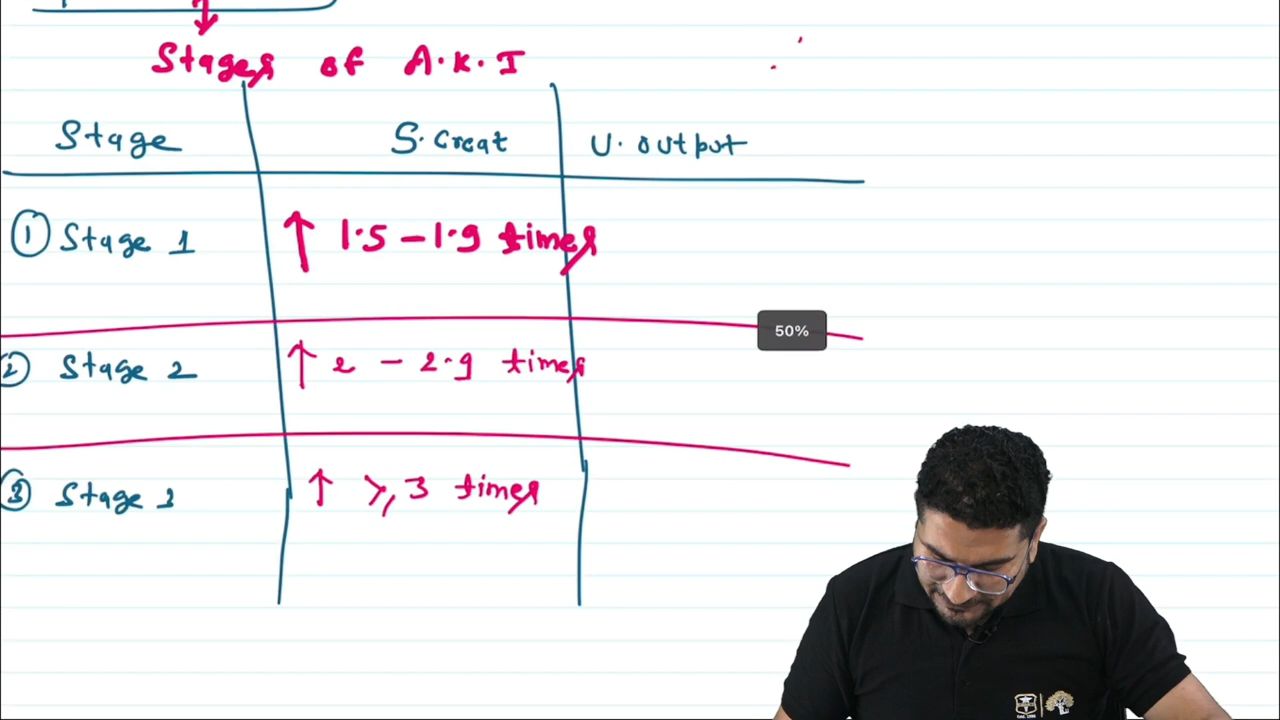 Stages of A.K.I
Stage S.Creat U.output
① Stage 1 ↑ 1.5 – 1.9 times
50%
② Stage 2 ↑ 2 – 2.9 times
③ Stage 3 ↑ ≥ 3 times